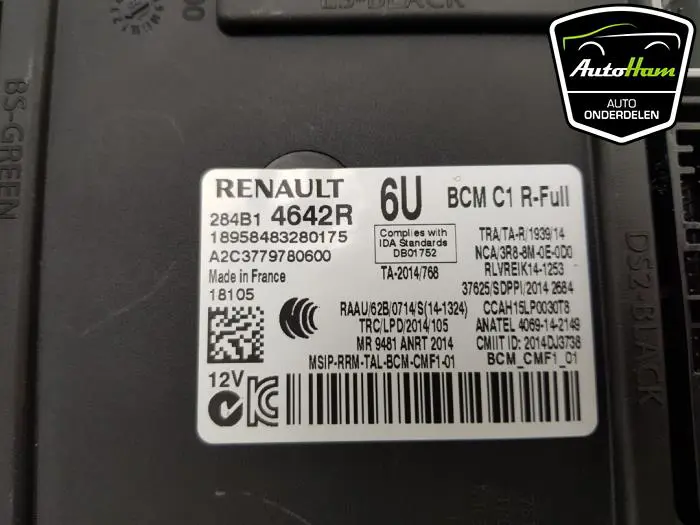 E5-BLACK
BS-GREEN
AutoHam
AUTO
ONDERDELEN
RENAULT
6U
BCM C1 R-Full
284B1 4642R
18958483280175
A2C3779780600
Made in France
18105
Complies with
IDA Standards
DB01752
TA-2014/768
TRA/TA-R/1939/14
NCA/3R8-8M-0E-0D0
RLVREIK14-1253
37625/SDPPI/2014 2684
RAAU/62B/0714/S(14-1324)
CCAH15LP0030T8
TRC/LPD/2014/105
ANATEL 4069-14-2149
MR 9481 ANRT 2014
CMIIT ID: 2014DJ3738
MSIP-RRM-TAL-BCM-CMF1-01
BCM_CMF1_01
12V
DS2-BLACK